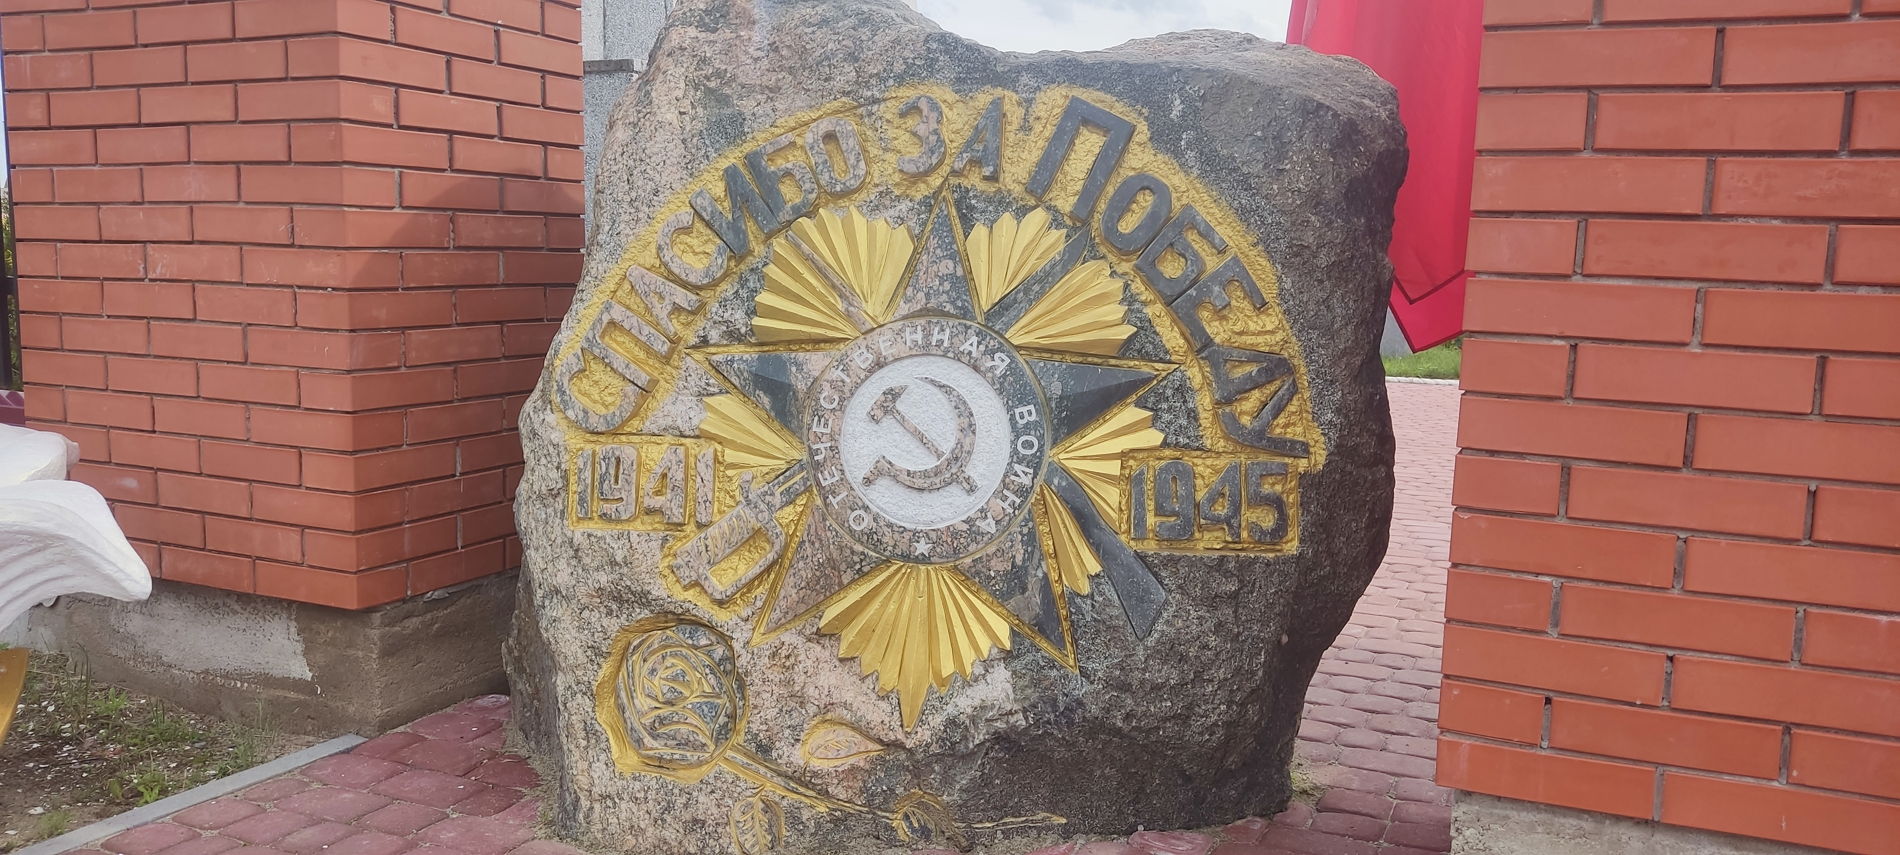 СПАСИБО ЗА ПОБЕДУ
1941
1945
ОТЕЧЕСТВЕННАЯ ВОЙНА